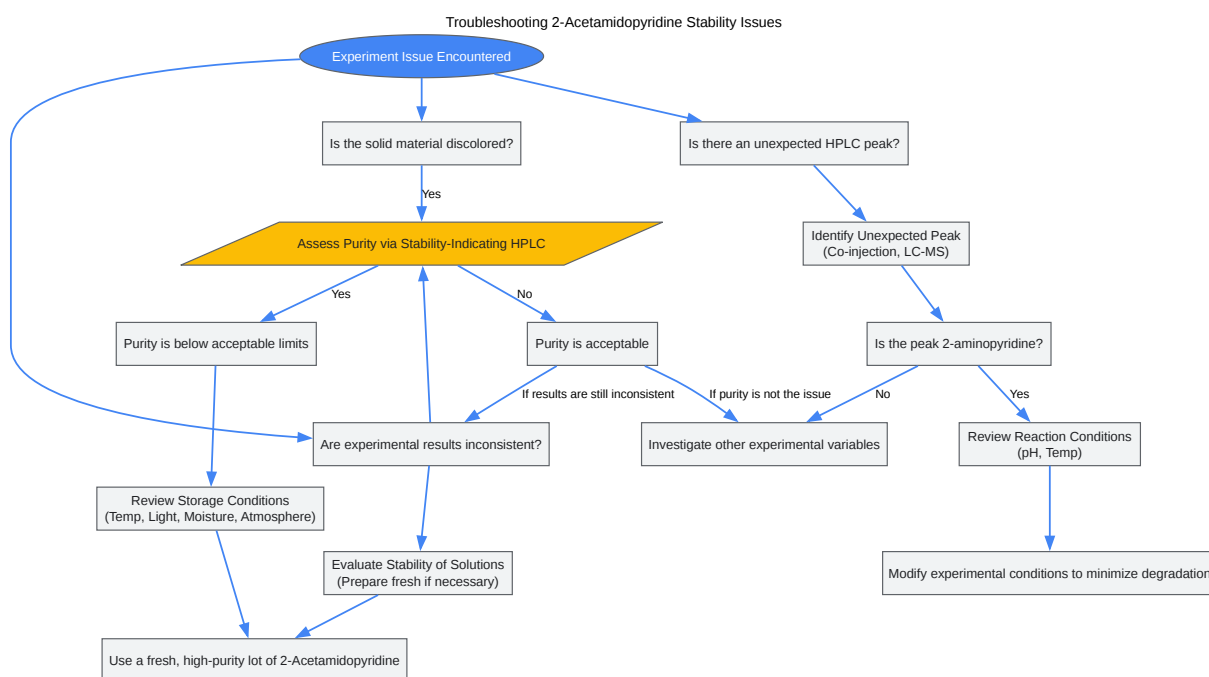 Troubleshooting 2-Acetamidopyridine Stability Issues
Experiment Issue Encountered
Is the solid material discolored?
Is there an unexpected HPLC peak?
Yes
Assess Purity via Stability-Indicating HPLC
Identify Unexpected Peak
(Co-injection, LC-MS)
Yes
No
Purity is below acceptable limits
Purity is acceptable
Is the peak 2-aminopyridine?
If results are still inconsistent
If purity is not the issue
No
Yes
Are experimental results inconsistent?
Investigate other experimental variables
Review Reaction Conditions
(pH, Temp)
Review Storage Conditions
(Temp, Light, Moisture, Atmosphere)
Evaluate Stability of Solutions
(Prepare fresh if necessary)
Modify experimental conditions to minimize degradation
Use a fresh, high-purity lot of 2-Acetamidopyridine